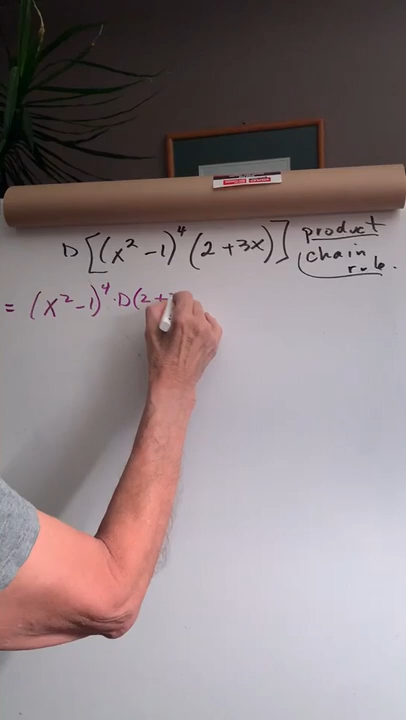 D[(x² - 1)⁴ (2 + 3x)] product
chain
rule.
= (x² - 1)⁴ · D(2 +